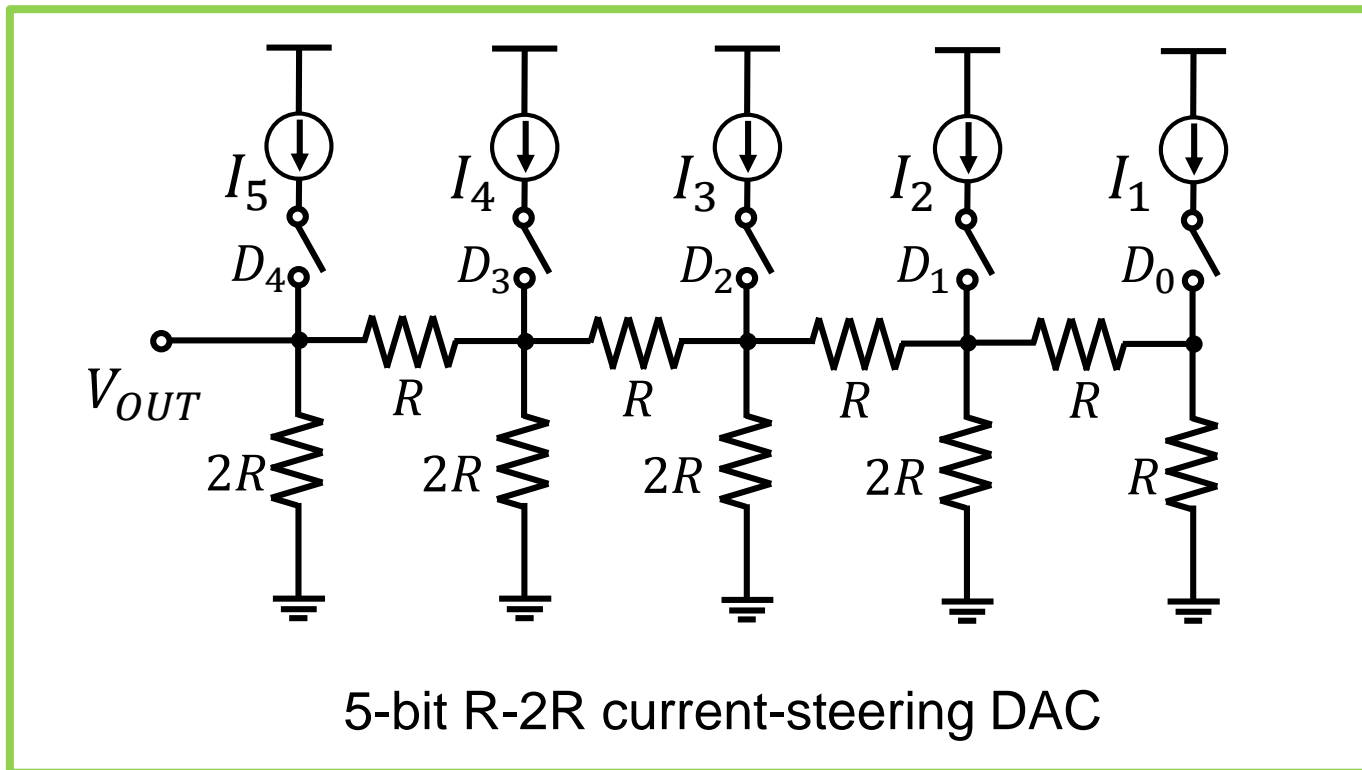 I₅ I₄ I₃ I₂ I₁
D₄ D₃ D₂ D₁ D₀
V_OUT R R R R
2R 2R 2R 2R R
5-bit R-2R current-steering DAC